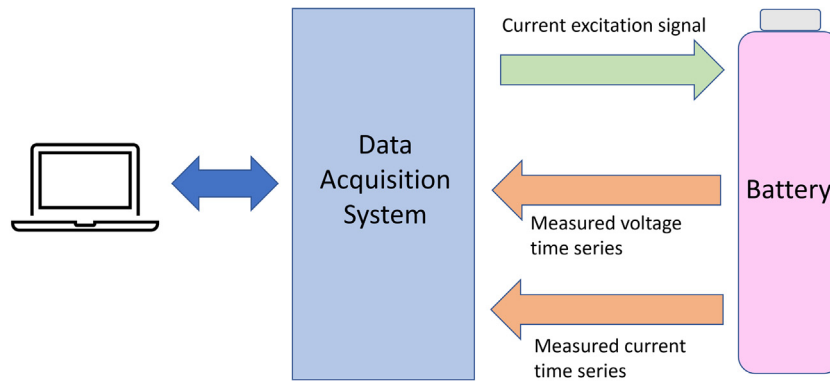 Current excitation signal
Data
Acquisition
System
Battery
Measured voltage
time series
Measured current
time series